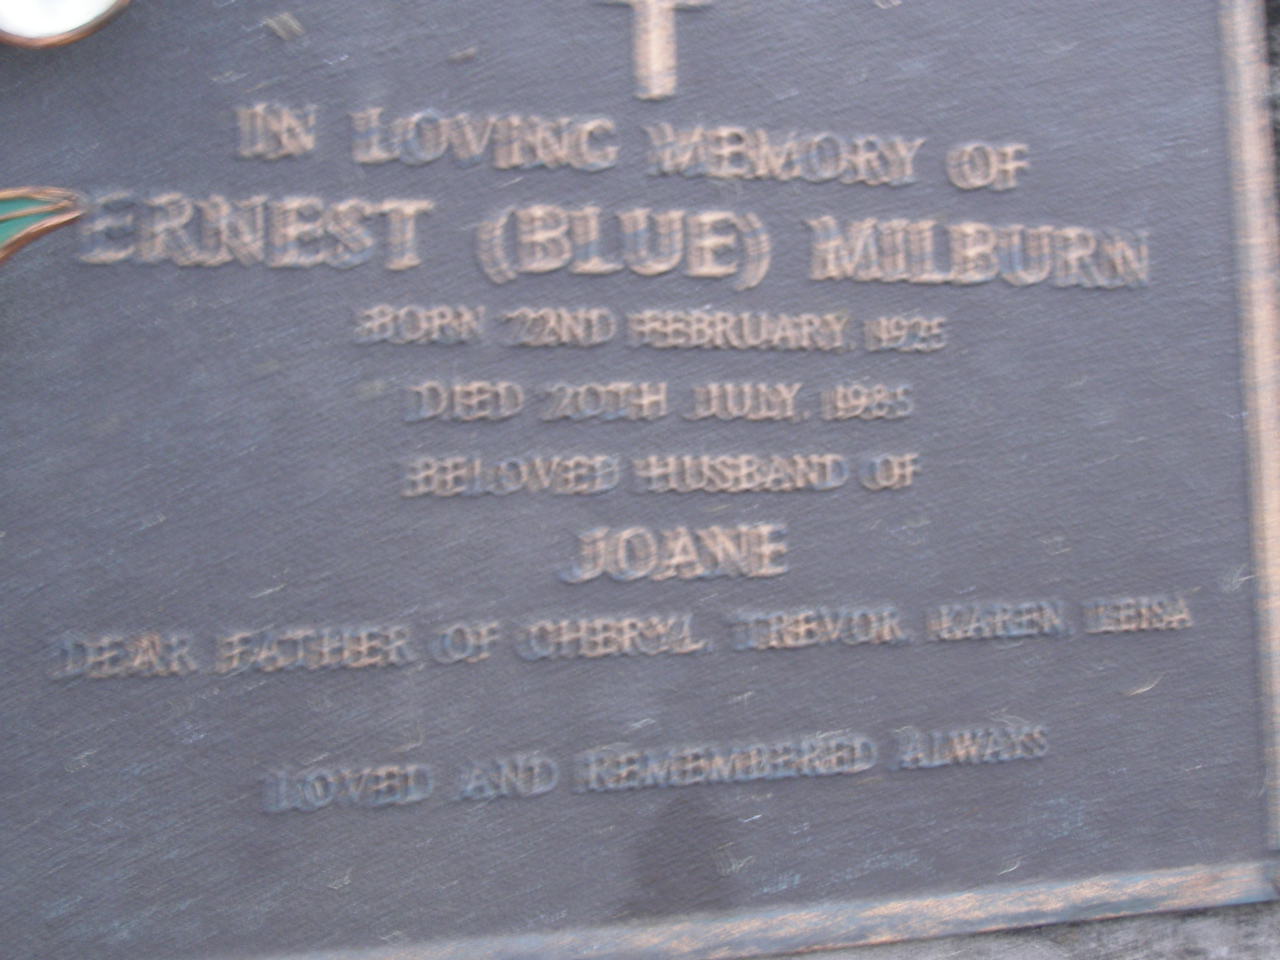 IN LOVING MEMORY OF
ERNEST (BLUE) MILBURN
BORN 22ND FEBRUARY, 1925
DIED 20TH JULY, 1985
BELOVED HUSBAND OF
JOANE
DEAR FATHER OF CHERYL, TREVOR, KAREN, LEISA
LOVED AND REMEMBERED ALWAYS